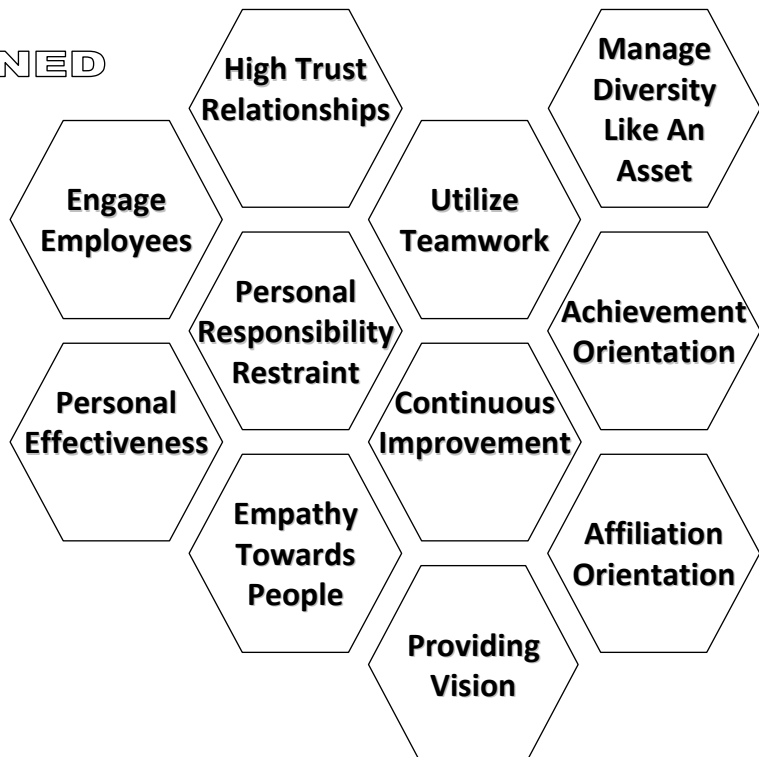 NED
High Trust
Relationships
Manage
Diversity
Like An
Asset
Engage
Employees
Utilize
Teamwork
Personal
Responsibility
Restraint
Achievement
Orientation
Personal
Effectiveness
Continuous
Improvement
Empathy
Towards
People
Affiliation
Orientation
Providing
Vision